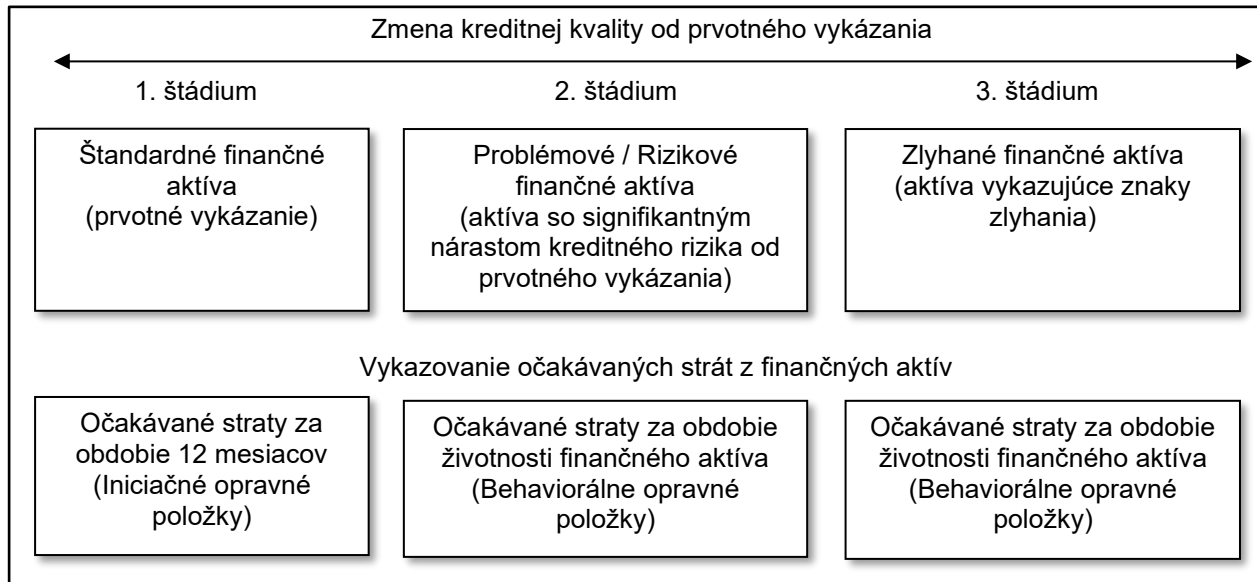 Zmena kreditnej kvality od prvotného vykázania
1. štádium
2. štádium
3. štádium
Štandardné finančné
aktíva
(prvotné vykázanie)
Problémové / Rizikové
finančné aktíva
(aktíva so signifikantným
nárastom kreditného rizika od
prvotného vykázania)
Zlyhané finančné aktíva
(aktíva vykazujúce znaky
zlyhania)
Vykazovanie očakávaných strát z finančných aktív
Očakávané straty za
obdobie 12 mesiacov
(Iniciačné opravné
položky)
Očakávané straty za obdobie
životnosti finančného aktíva
(Behaviorálne opravné
položky)
Očakávané straty za obdobie
životnosti finančného aktíva
(Behaviorálne opravné
položky)